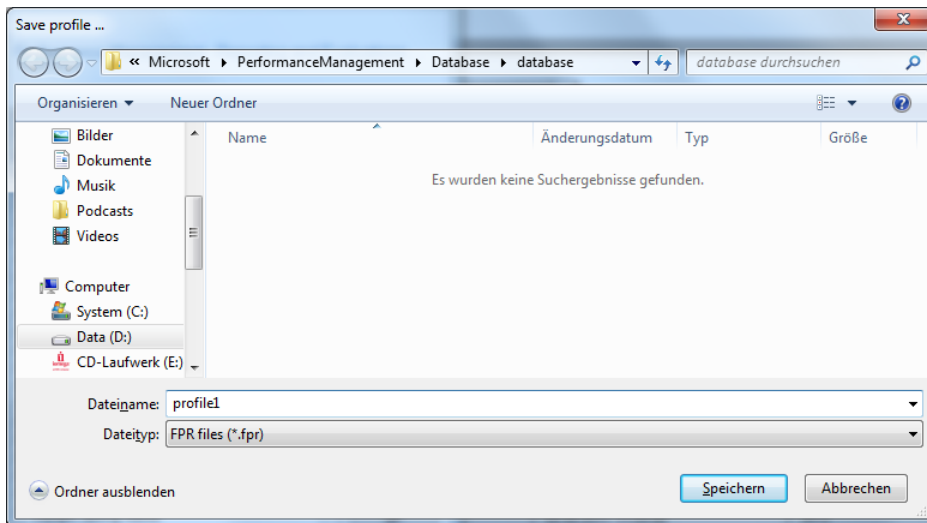 Save profile ...
« Microsoft PerformanceManagement Database database
database durchsuchen
Organisieren Neuer Ordner
Bilder
Dokumente
Musik
Podcasts
Videos
Computer
System (C:)
Data (D:)
CD-Laufwerk (E:)
Name Änderungsdatum Typ Größe
Es wurden keine Suchergebnisse gefunden.
Dateiname: profile1
Dateityp: FPR files (*.fpr)
Ordner ausblenden
Speichern Abbrechen